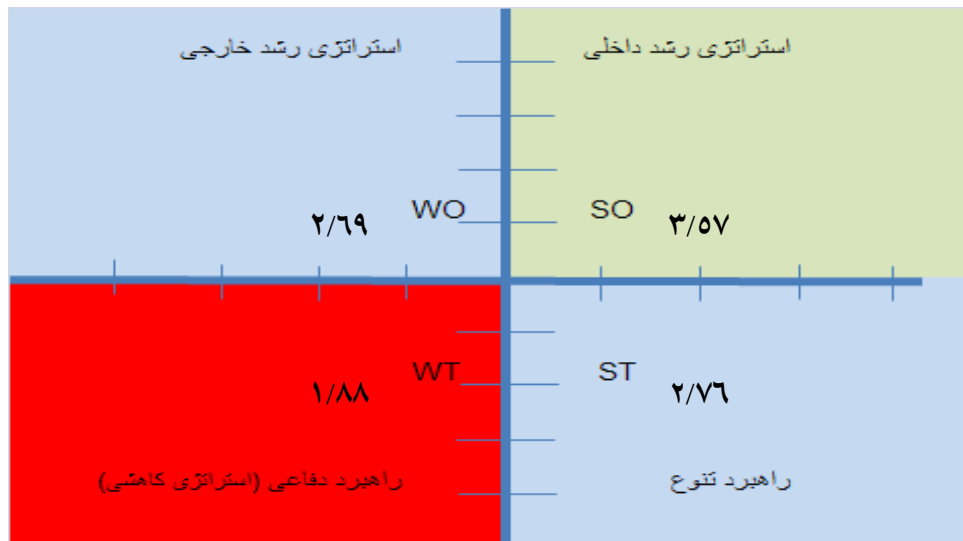 استراتژی رشد داخلی
استراتژی رشد خارجی
SO ۳/۵۷
WO ۲/۶۹
ST ۲/۷۶
WT ۱/۸۸
راهبرد تنوع
راهبرد دفاعی (استراتژی کاهشی)